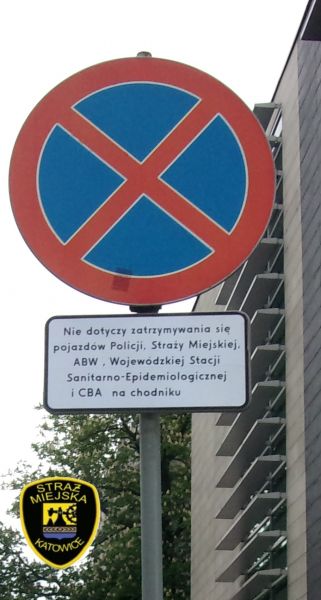 Nie dotyczy zatrzymywania się
pojazdów Policji, Straży Miejskiej,
ABW , Wojewódzkiej Stacji
Sanitarno-Epidemiologicznej
i CBA na chodniku
STRAŻ
MIEJSKA
KATOWICE